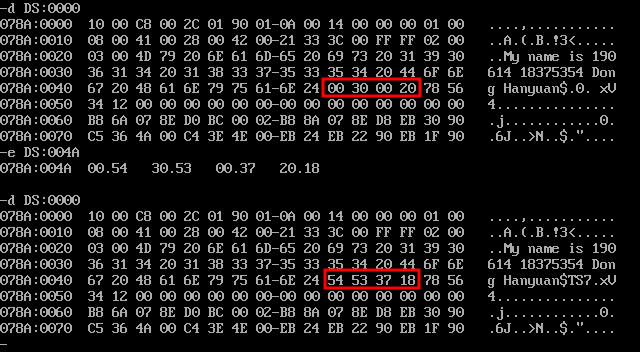 -d DS:0000
078A:0000  10 00 C8 00 2C 01 90 01-0A 00 14 00 00 00 01 00   ....,...........
078A:0010  08 00 41 00 28 00 42 00-21 33 3C 00 FF FF 02 00   ..A.(.B.!3<.....
078A:0020  03 00 4D 79 20 6E 61 6D-65 20 69 73 20 31 39 30   ..My name is 190
078A:0030  36 31 34 20 31 38 33 37-35 33 35 34 20 44 6F 6E   614 18375354 Don
078A:0040  67 20 48 61 6E 79 75 61-6E 24 00 30 00 20 78 56   g Hanyuan$.0. xV
078A:0050  34 12 00 00 00 00 00 00-00 00 00 00 00 00 00 00   4...............
078A:0060  B8 6A 07 8E D0 BC 00 02-B8 8A 07 8E D8 EB 30 90   .j............0.
078A:0070  C5 36 4A 00 C4 3E 4E 00-EB 24 EB 22 90 EB 1F 90   .6J..>N..$."....
-e DS:004A
078A:004A  00.54   30.53   00.37   20.18
-d DS:0000
078A:0000  10 00 C8 00 2C 01 90 01-0A 00 14 00 00 00 01 00   ....,...........
078A:0010  08 00 41 00 28 00 42 00-21 33 3C 00 FF FF 02 00   ..A.(.B.!3<.....
078A:0020  03 00 4D 79 20 6E 61 6D-65 20 69 73 20 31 39 30   ..My name is 190
078A:0030  36 31 34 20 31 38 33 37-35 33 35 34 20 44 6F 6E   614 18375354 Don
078A:0040  67 20 48 61 6E 79 75 61-6E 24 54 53 37 18 78 56   g Hanyuan$TS7.xV
078A:0050  34 12 00 00 00 00 00 00-00 00 00 00 00 00 00 00   4...............
078A:0060  B8 6A 07 8E D0 BC 00 02-B8 8A 07 8E D8 EB 30 90   .j............0.
078A:0070  C5 36 4A 00 C4 3E 4E 00-EB 24 EB 22 90 EB 1F 90   .6J..>N..$."....
-